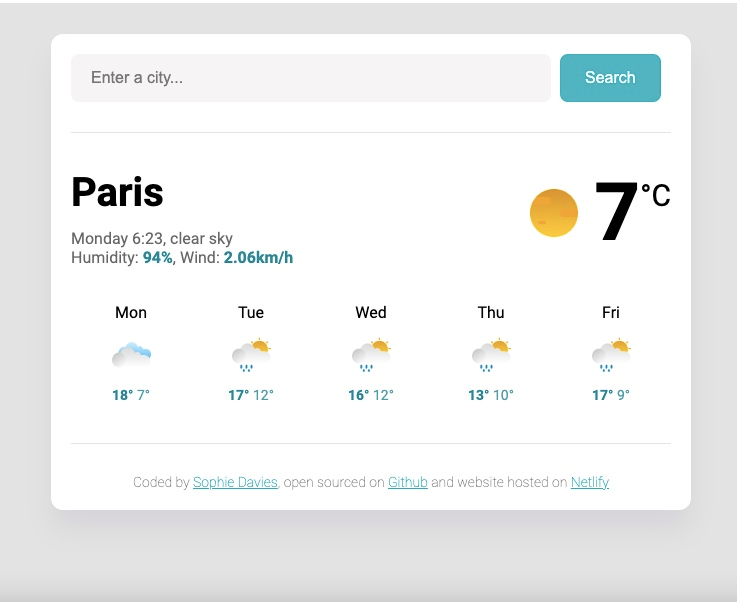 Enter a city...
Search
Paris
7°C
Monday 6:23, clear sky
Humidity: 94%, Wind: 2.06km/h
Mon Tue Wed Thu Fri
18° 7° 17° 12° 16° 12° 13° 10° 17° 9°
Coded by Sophie Davies, open sourced on Github and website hosted on Netlify